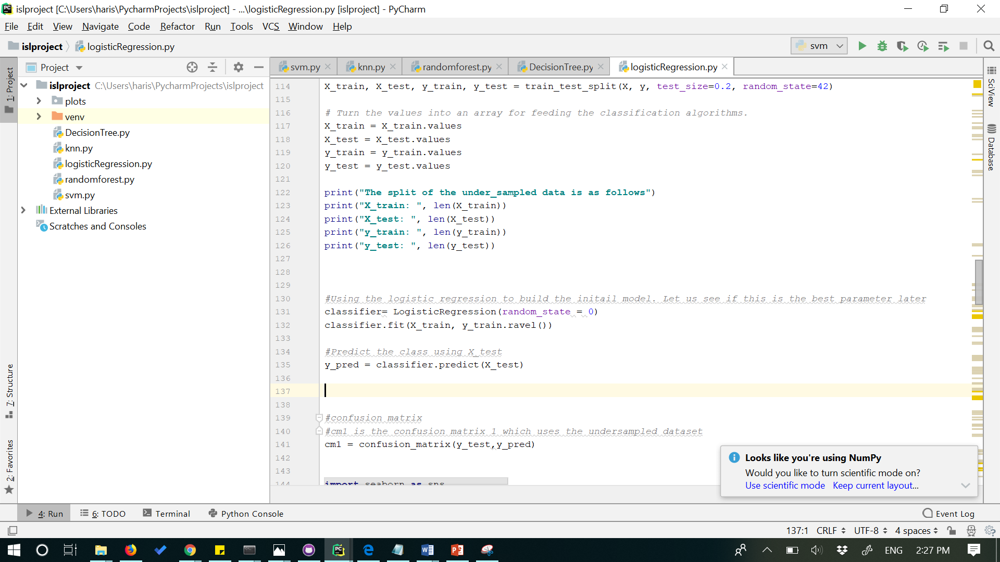 islproject [C:\Users\haris\PycharmProjects\islproject] - ...\logisticRegression.py [islproject] - PyCharm
File Edit View Navigate Code Refactor Run Tools VCS Window Help
islproject logisticRegression.py svm
1: Project
Project
svm.py knn.py randomforest.py DecisionTree.py logisticRegression.py
islproject C:\Users\haris\PycharmProjects\islproject
plots
venv
DecisionTree.py
knn.py
logisticRegression.py
randomforest.py
svm.py
External Libraries
Scratches and Consoles
114 X_train, X_test, y_train, y_test = train_test_split(X, y, test_size=0.2, random_state=42)
115
116 # Turn the values into an array for feeding the classification algorithms.
117 X_train = X_train.values
118 X_test = X_test.values
119 y_train = y_train.values
120 y_test = y_test.values
121
122 print("The split of the under_sampled data is as follows")
123 print("X_train: ", len(X_train))
124 print("X_test: ", len(X_test))
125 print("y_train: ", len(y_train))
126 print("y_test: ", len(y_test))
127
128
129
130 #Using the logistic regression to build the initail model. Let us see if this is the best parameter later
131 classifier= LogisticRegression(random_state = 0)
132 classifier.fit(X_train, y_train.ravel())
133
134 #Predict the class using X_test
135 y_pred = classifier.predict(X_test)
136
137
138
139 #confusion matrix
140 #cm1 is the confusion matrix 1 which uses the undersampled dataset
141 cm1 = confusion_matrix(y_test,y_pred)
142
143
144 import seaborn as sns
SciView
Database
7: Structure
2: Favorites
Looks like you're using NumPy
Would you like to turn scientific mode on?
Use scientific mode Keep current layout...
4: Run 6: TODO Terminal Python Console Event Log
137:1 CRLF UTF-8 4 spaces
ENG 2:27 PM